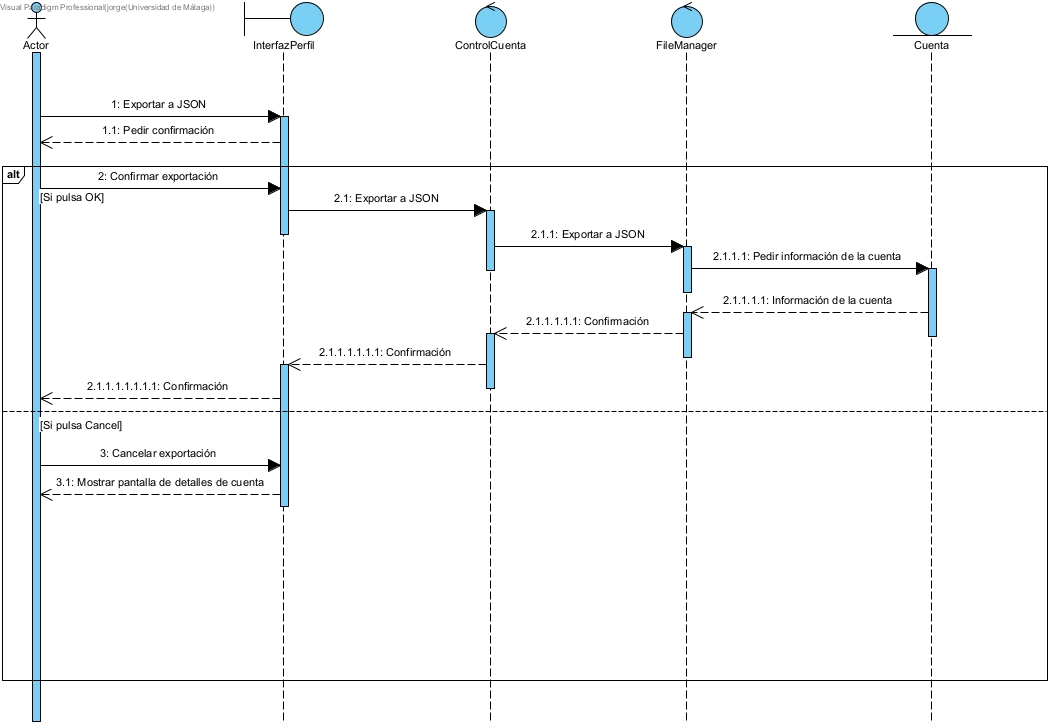 Visual Paradigm Professional(jorge(Universidad de Málaga))
Actor
InterfazPerfil
ControlCuenta
FileManager
Cuenta
1: Exportar a JSON
1.1: Pedir confirmación
alt
2: Confirmar exportación
[Si pulsa OK]
2.1: Exportar a JSON
2.1.1: Exportar a JSON
2.1.1.1: Pedir información de la cuenta
2.1.1.1.1: Información de la cuenta
2.1.1.1.1.1: Confirmación
2.1.1.1.1.1.1: Confirmación
2.1.1.1.1.1.1.1: Confirmación
[Si pulsa Cancel]
3: Cancelar exportación
3.1: Mostrar pantalla de detalles de cuenta